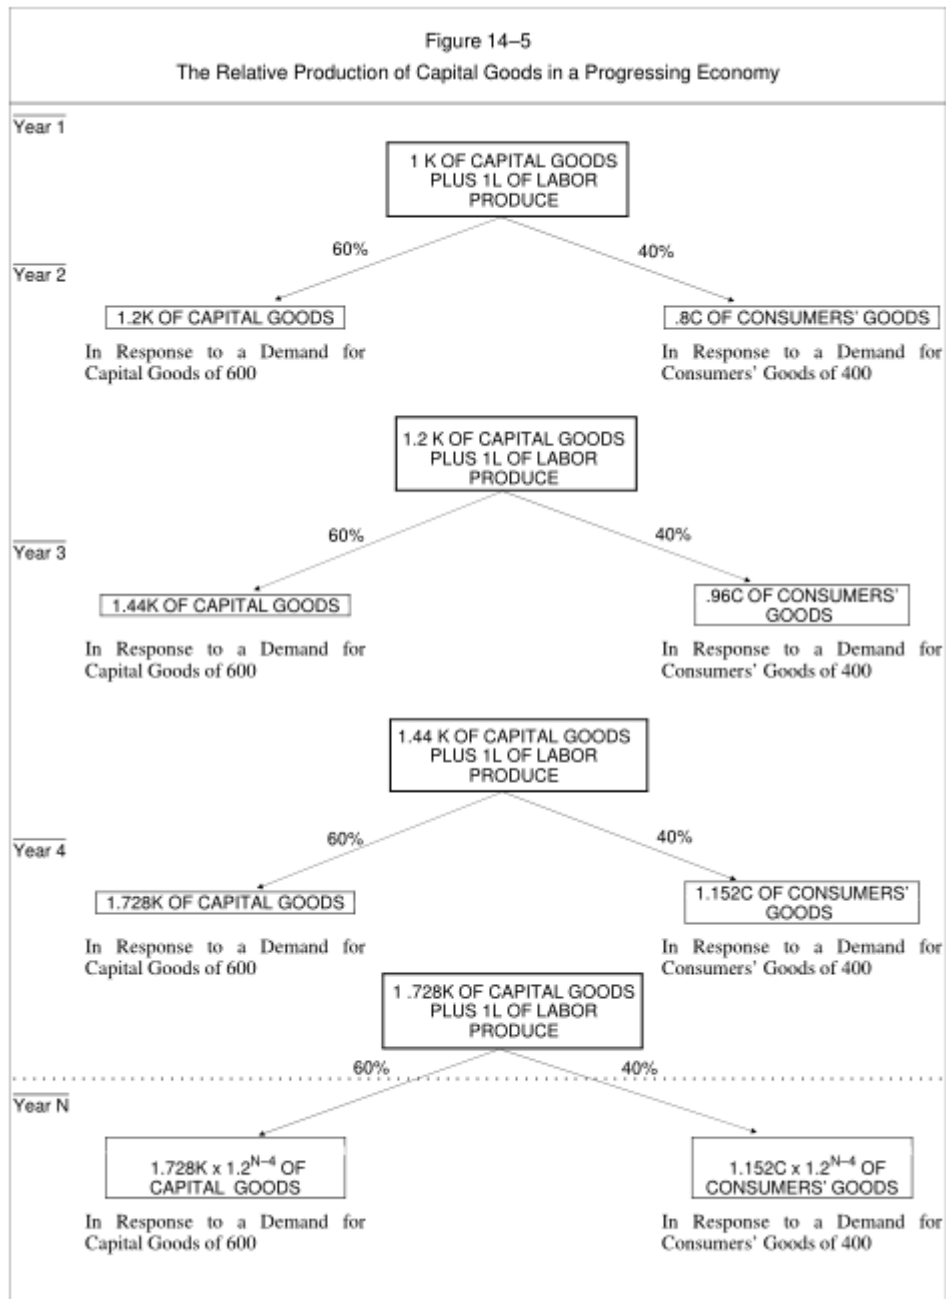 Figure 14–5
The Relative Production of Capital Goods in a Progressing Economy
Year 1
1 K OF CAPITAL GOODS
PLUS 1L OF LABOR
PRODUCE
60%
40%
Year 2
1.2K OF CAPITAL GOODS
.8C OF CONSUMERS' GOODS
In Response to a Demand for
Capital Goods of 600
In Response to a Demand for
Consumers' Goods of 400
1.2 K OF CAPITAL GOODS
PLUS 1L OF LABOR
PRODUCE
60%
40%
Year 3
1.44K OF CAPITAL GOODS
.96C OF CONSUMERS'
GOODS
In Response to a Demand for
Capital Goods of 600
In Response to a Demand for
Consumers' Goods of 400
1.44 K OF CAPITAL GOODS
PLUS 1L OF LABOR
PRODUCE
60%
40%
Year 4
1.728K OF CAPITAL GOODS
1.152C OF CONSUMERS'
GOODS
In Response to a Demand for
Capital Goods of 600
In Response to a Demand for
Consumers' Goods of 400
1 .728K OF CAPITAL GOODS
PLUS 1L OF LABOR
PRODUCE
60%
40%
Year N
1.728K x 1.2^N–4 OF
CAPITAL GOODS
1.152C x 1.2^N–4 OF
CONSUMERS' GOODS
In Response to a Demand for
Capital Goods of 600
In Response to a Demand for
Consumers' Goods of 400